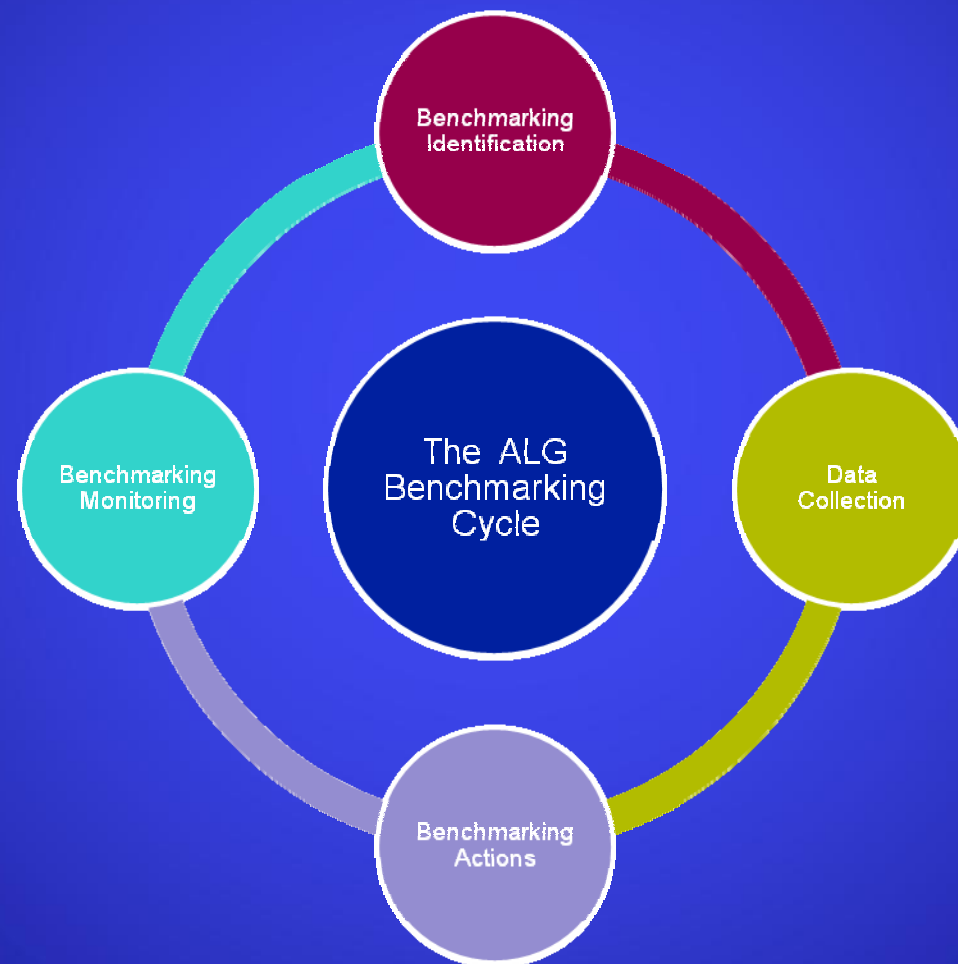 Benchmarking
Identification
The ALG
Benchmarking
Cycle
Data
Collection
Benchmarking
Actions
Benchmarking
Monitoring